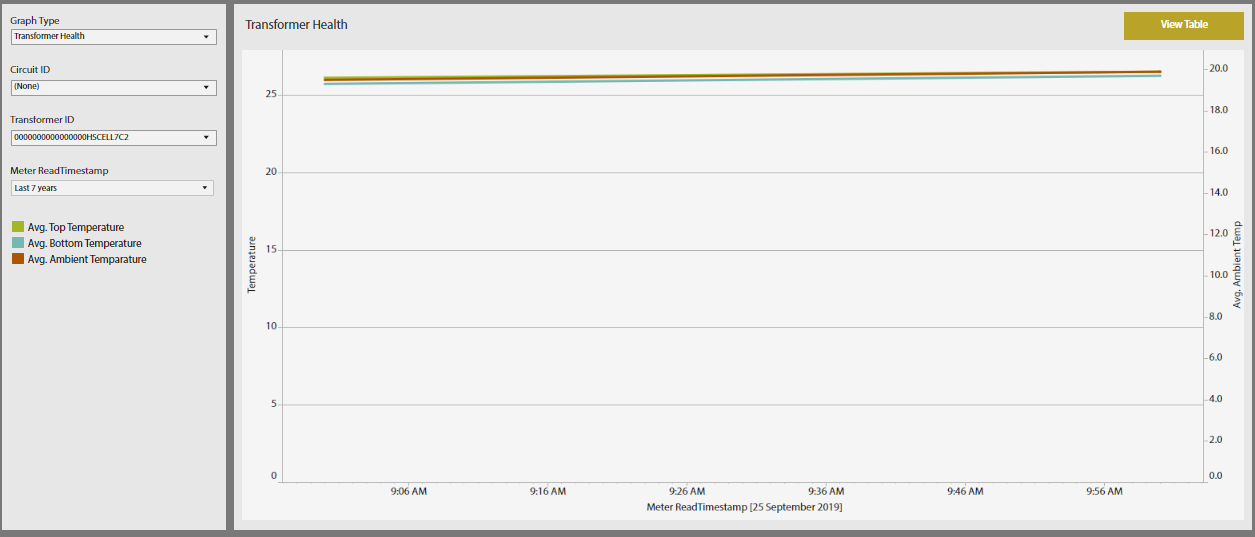 Graph Type
Transformer Health
Circuit ID
(None)
Transformer ID
0000000000000000HSCELL7C2
Meter ReadTimestamp
Last 7 years
Avg. Top Temperature
Avg. Bottom Temperature
Avg. Ambient Temparature
Transformer Health
View Table
25
20
15
10
5
0
Temperature
20.0
18.0
16.0
14.0
12.0
10.0
8.0
6.0
4.0
2.0
0.0
Avg. Ambient Temp
9:06 AM 9:16 AM 9:26 AM 9:36 AM 9:46 AM 9:56 AM
Meter ReadTimestamp [25 September 2019]